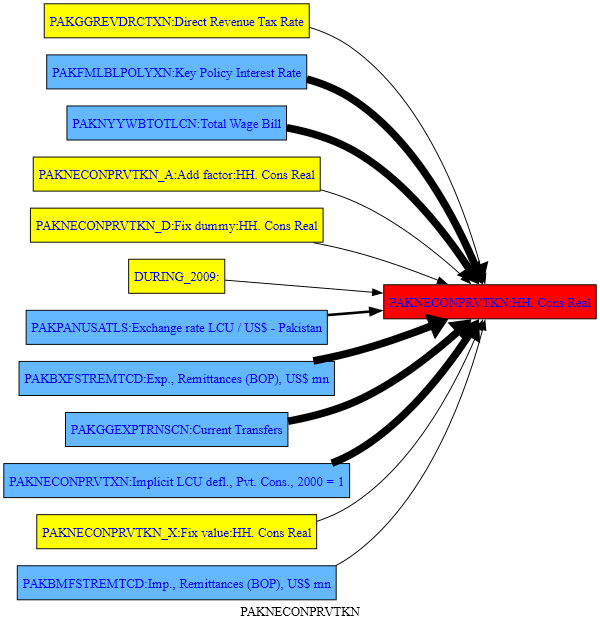 PAKGGREVDRCTXN:Direct Revenue Tax Rate
PAKFMLBLPOLYXN:Key Policy Interest Rate
PAKNYYWBTOTLCN:Total Wage Bill
PAKNECONPRVTKN_A:Add factor:HH. Cons Real
PAKNECONPRVTKN_D:Fix dummy:HH. Cons Real
DURING_2009:
PAKNECONPRVTKN:HH. Cons Real
PAKPANUSATLS:Exchange rate LCU / US$ - Pakistan
PAKBXFSTREMTCD:Exp., Remittances (BOP), US$ mn
PAKGGEXPTRNSCN:Current Transfers
PAKNECONPRVTXN:Implicit LCU defl., Pvt. Cons., 2000 = 1
PAKNECONPRVTKN_X:Fix value:HH. Cons Real
PAKBMFSTREMTCD:Imp., Remittances (BOP), US$ mn
PAKNECONPRVTKN